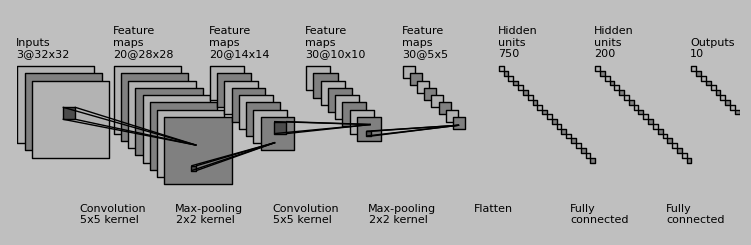 Inputs
3@32x32
Feature
maps
20@28x28
Feature
maps
20@14x14
Feature
maps
30@10x10
Feature
maps
30@5x5
Hidden
units
750
Hidden
units
200
Outputs
10
Convolution
5x5 kernel
Max-pooling
2x2 kernel
Convolution
5x5 kernel
Max-pooling
2x2 kernel
Flatten
Fully
connected
Fully
connected